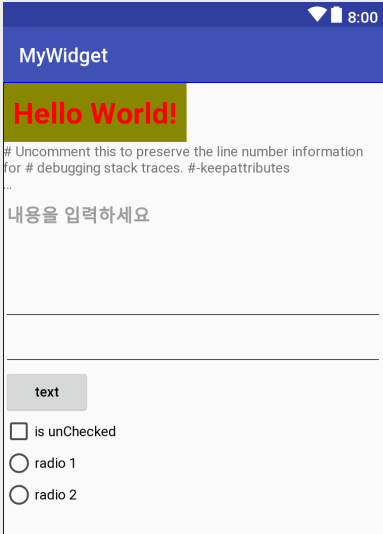 8:00
MyWidget
Hello World!
# Uncomment this to preserve the line number information
for # debugging stack traces. #-keepattributes
...
내용을 입력하세요
text
is unChecked
radio 1
radio 2